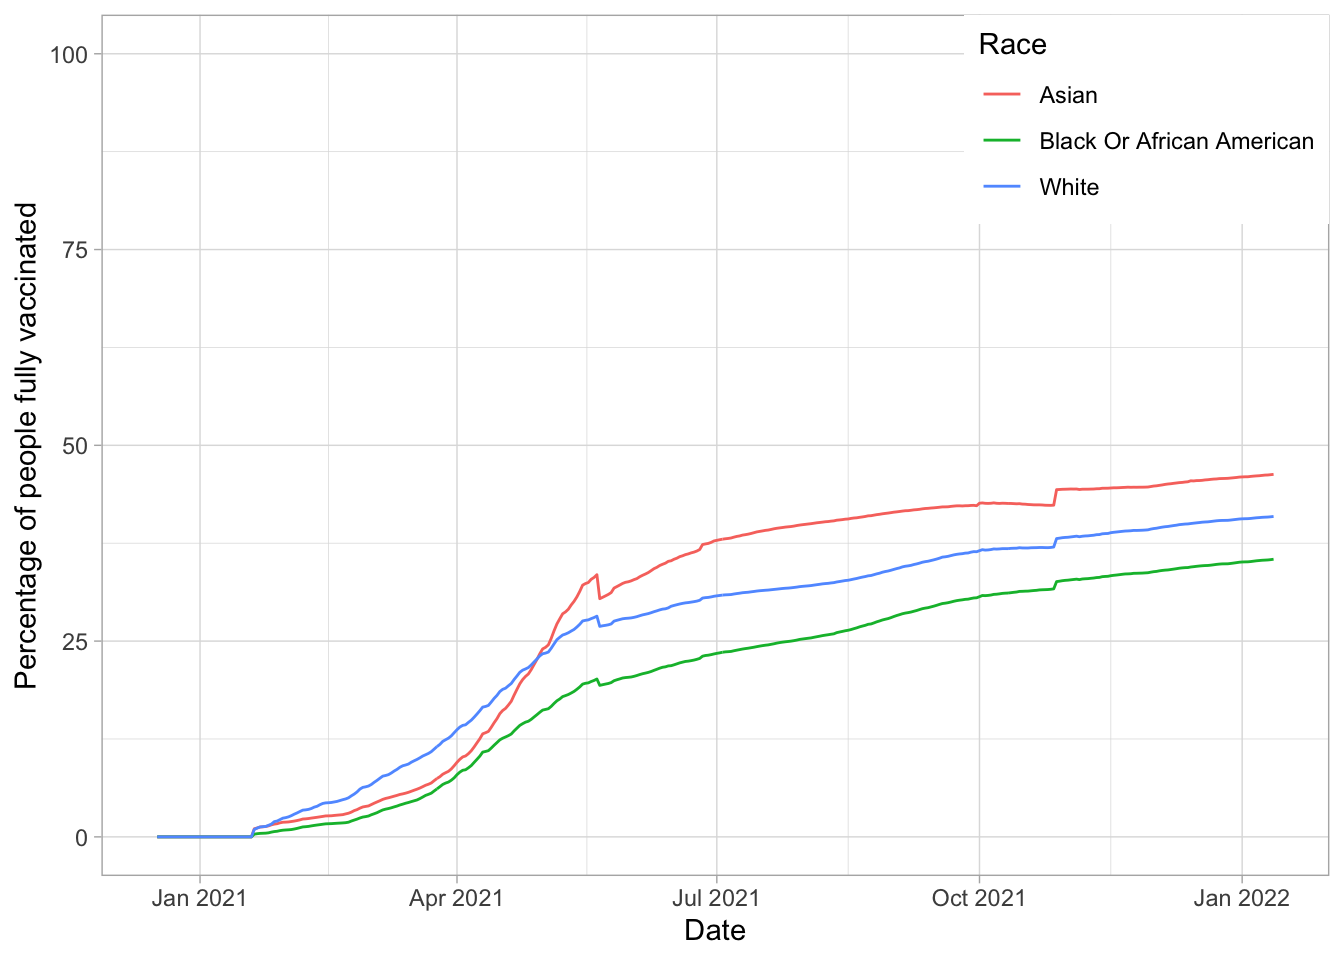 Race
Asian
Black Or African American
White
Percentage of people fully vaccinated
100
75
50
25
0
Jan 2021
Apr 2021
Jul 2021
Oct 2021
Jan 2022
Date